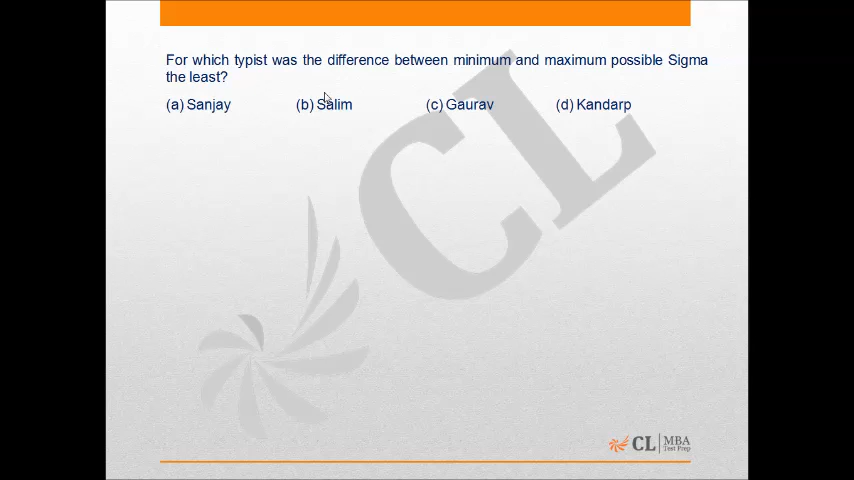 For which typist was the difference between minimum and maximum possible Sigma
the least?
(a) Sanjay (b) Salim (c) Gaurav (d) Kandarp
CL
CL MBA
Test Prep